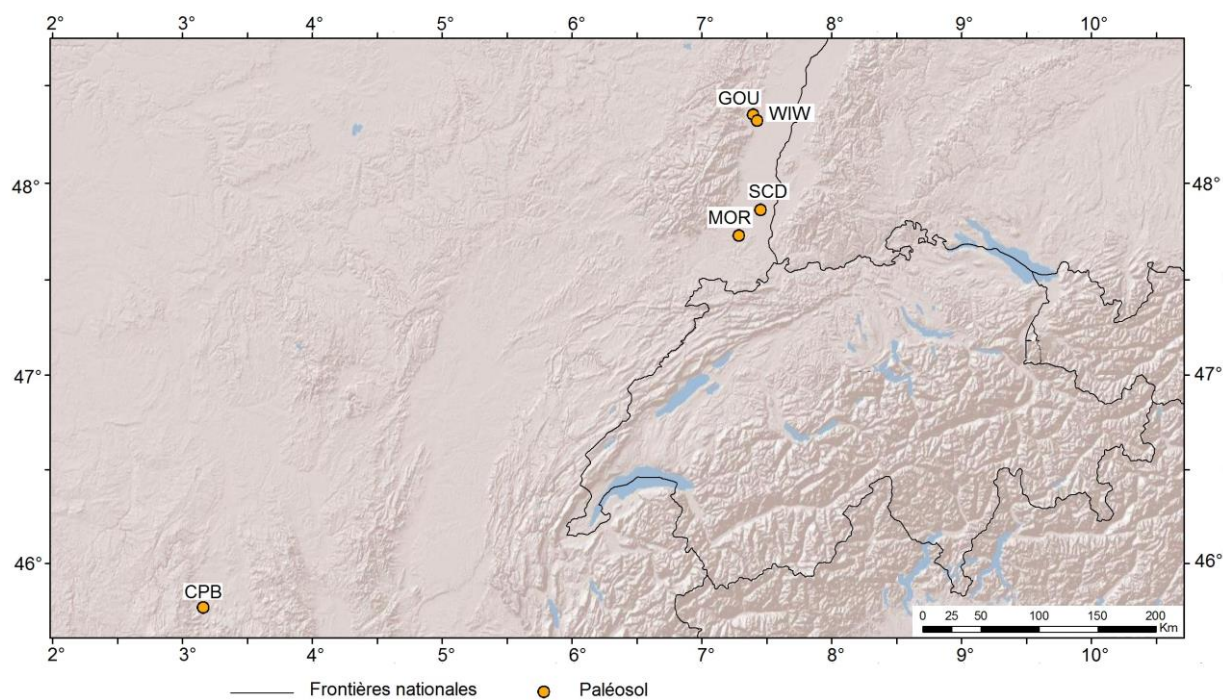 2° 3° 4° 5° 6° 7° 8° 9° 10°
GOU
WIW
48° 48°
SCD
MOR
47° 47°
46° 46°
CPB
0 25 50 100 150 200
Km
2° 3° 4° 5° 6° 7° 8° 9° 10°
Frontières nationales Paléosol